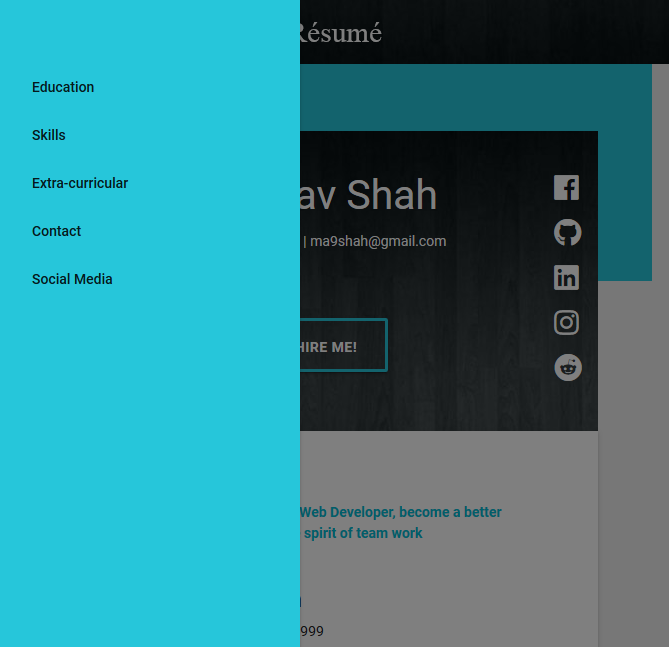 Résumé
Education
Skills
Extra-curricular
Contact
Social Media
av Shah
| ma9shah@gmail.com
HIRE ME!
Web Developer, become a better
spirit of team work
999